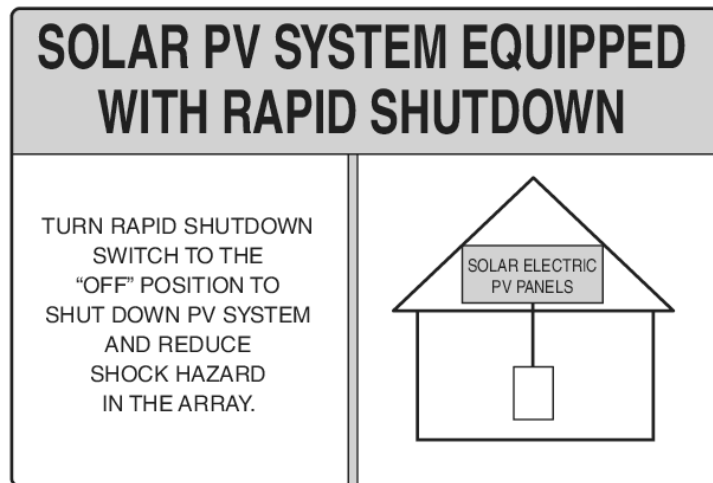 SOLAR PV SYSTEM EQUIPPED
WITH RAPID SHUTDOWN
TURN RAPID SHUTDOWN
SWITCH TO THE
“OFF” POSITION TO
SHUT DOWN PV SYSTEM
AND REDUCE
SHOCK HAZARD
IN THE ARRAY.
SOLAR ELECTRIC
PV PANELS